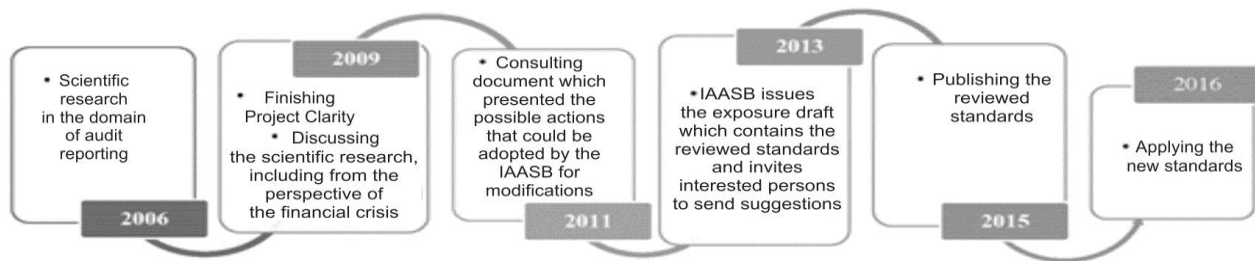 • Scientific
research
in the domain
of audit
reporting
2006
2009
• Finishing
Project Clarity
• Discussing
the scientific research,
including from the
perspective of
the financial crisis
• Consulting
document which
presented the
possible actions
that could be
adopted by the
IAASB for
modifications
2011
2013
•IAASB issues
the exposure draft
which contains the
reviewed standards
and invites
interested persons
to send suggestions
• Publishing the
reviewed
standards
2015
2016
• Applying the
new standards